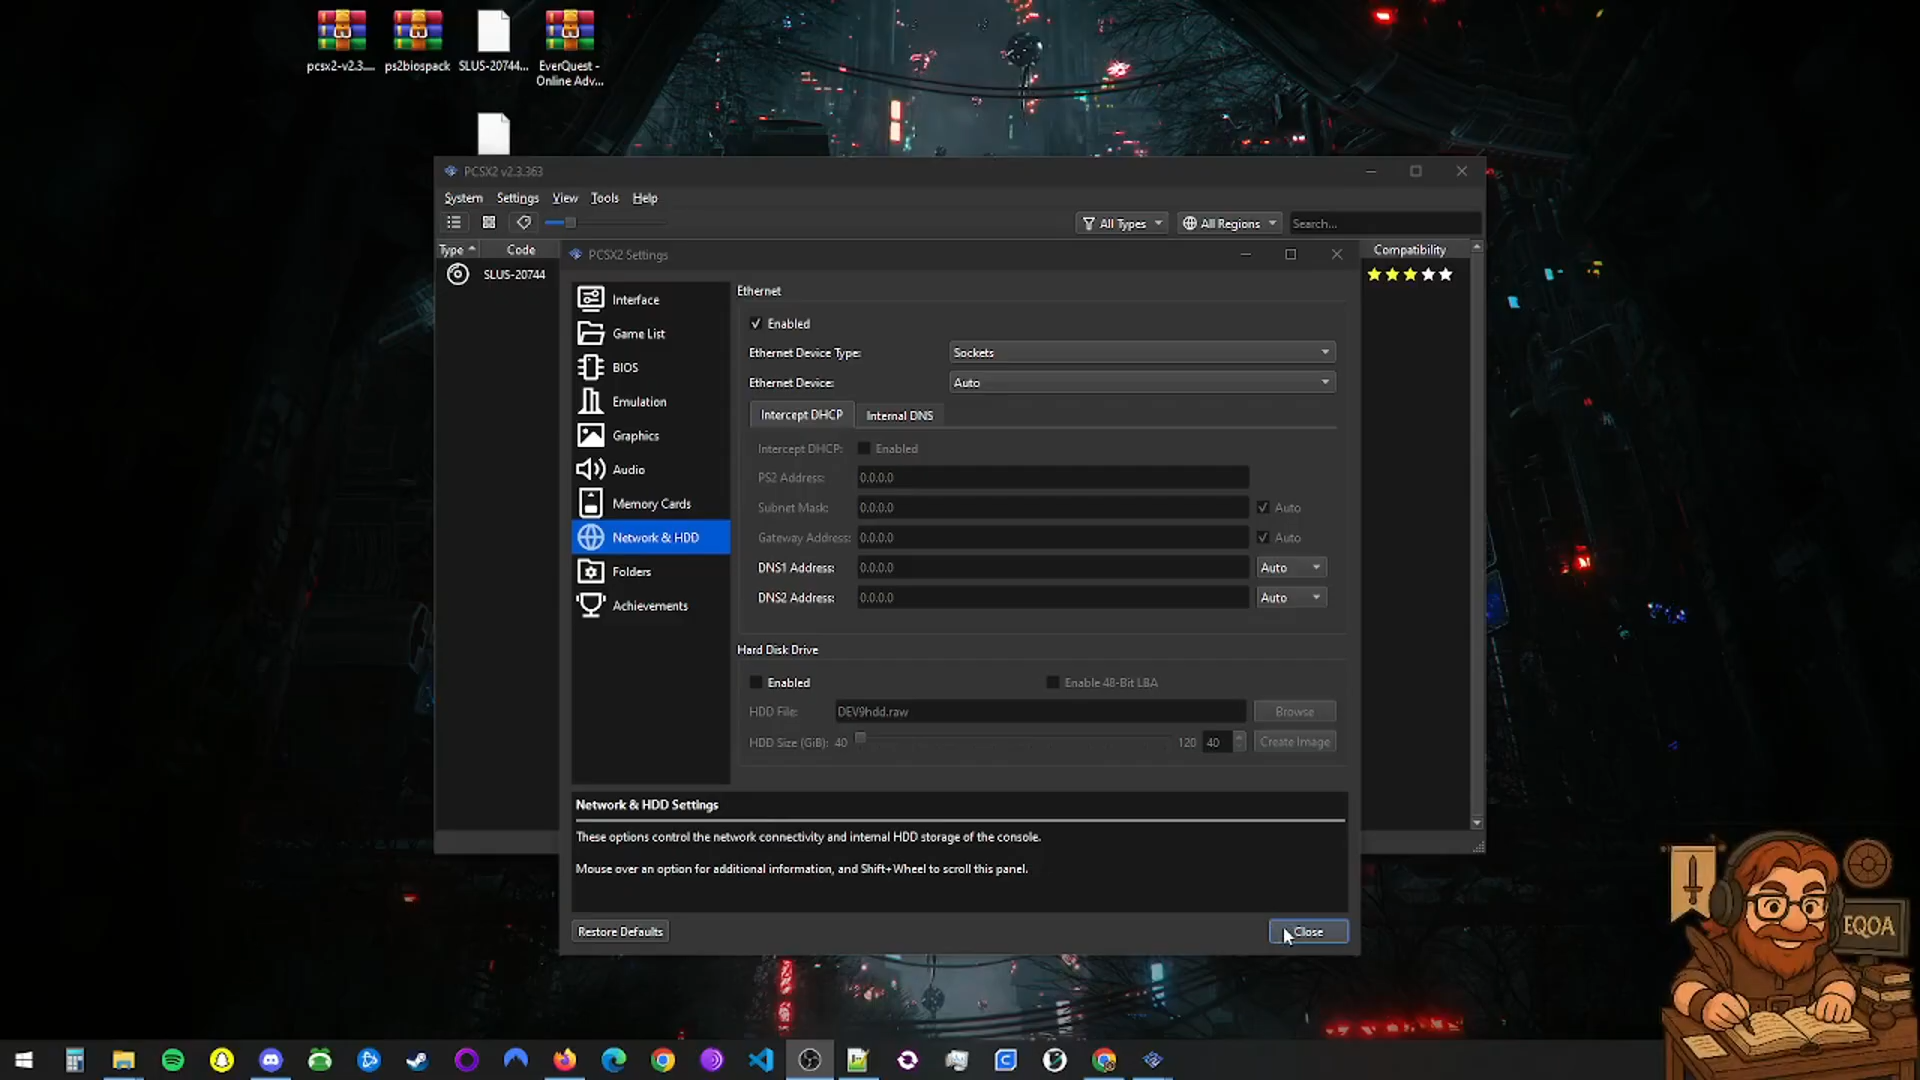 pcsx2-v2.3....
ps2biospack
SLUS-20744...
EverQuest -
Online Adv...
PCSX2 v2.3.363
System Settings View Tools Help
All Types
All Regions
Search...
Type Code
Compatibility
SLUS-20744
PCSX2 Settings
Interface
Game List
BIOS
Emulation
Graphics
Audio
Memory Cards
Network & HDD
Folders
Achievements
Ethernet
Enabled
Ethernet Device Type: Sockets
Ethernet Device: Auto
Intercept DHCP Internal DNS
Intercept DHCP: Enabled
PS2 Address: 0.0.0.0
Subnet Mask: 0.0.0.0 Auto
Gateway Address: 0.0.0.0 Auto
DNS1 Address: 0.0.0.0 Auto
DNS2 Address: 0.0.0.0 Auto
Hard Disk Drive
Enabled Enable 48-Bit LBA
HDD File: DEV9hdd.raw Browse
HDD Size (GiB): 40 120 40 Create Image
Network & HDD Settings
These options control the network connectivity and internal HDD storage of the console.
Mouse over an option for additional information, and Shift+Wheel to scroll this panel.
Restore Defaults
Close
EQOA